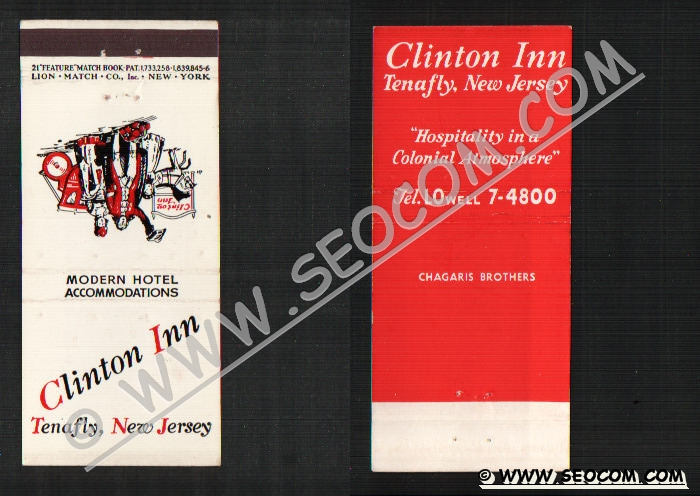 21 "FEATURE" MATCH BOOK-PAT. 1,733,258-1,839,845-6
LION · MATCH · CO., Inc. · NEW · YORK
Clinton
Inn
MODERN HOTEL
ACCOMMODATIONS
Clinton Inn
Tenafly, New Jersey
Clinton Inn
Tenafly, New Jersey
"Hospitality in a
Colonial Atmosphere"
Tel. LOWELL 7-4800
CHAGARIS BROTHERS
© WWW.SEOCOM.COM
© WWW.SEOCOM.COM